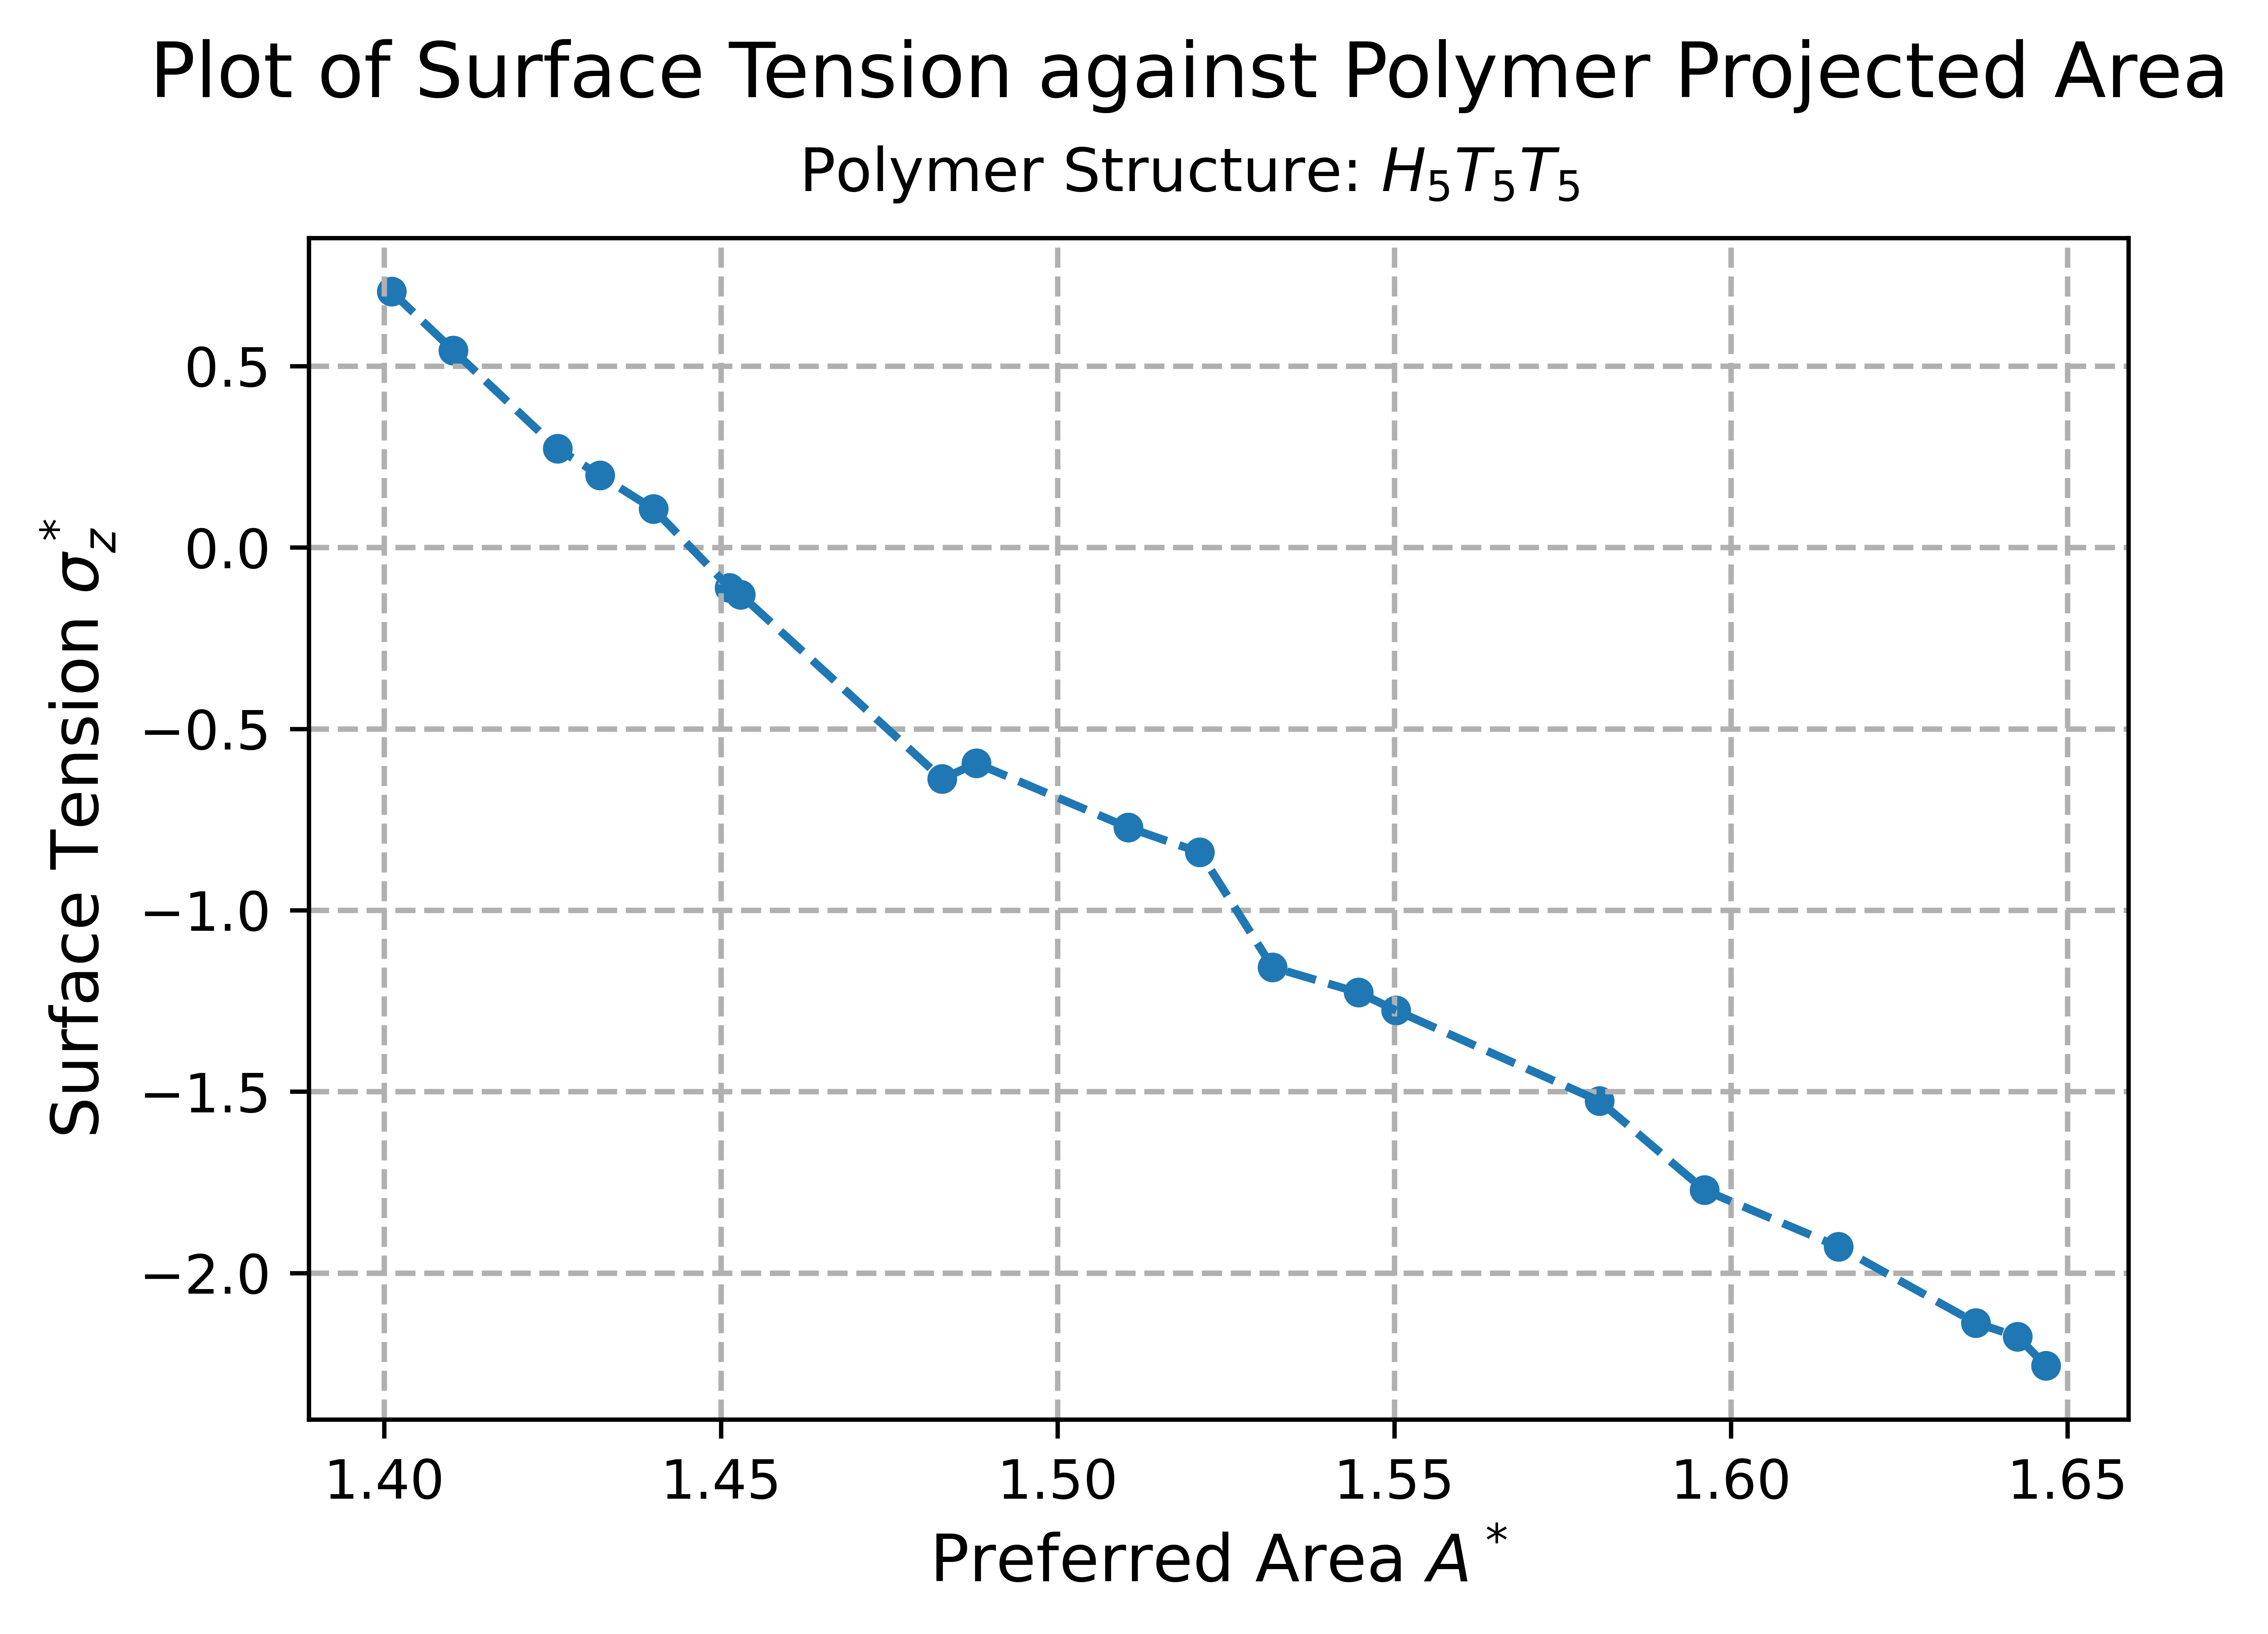 Plot of Surface Tension against Polymer Projected Area
Polymer Structure: H₅T₅T₅
Surface Tension σ_z^*
0.5
0.0
−0.5
−1.0
−1.5
−2.0
1.40 1.45 1.50 1.55 1.60 1.65
Preferred Area A^*